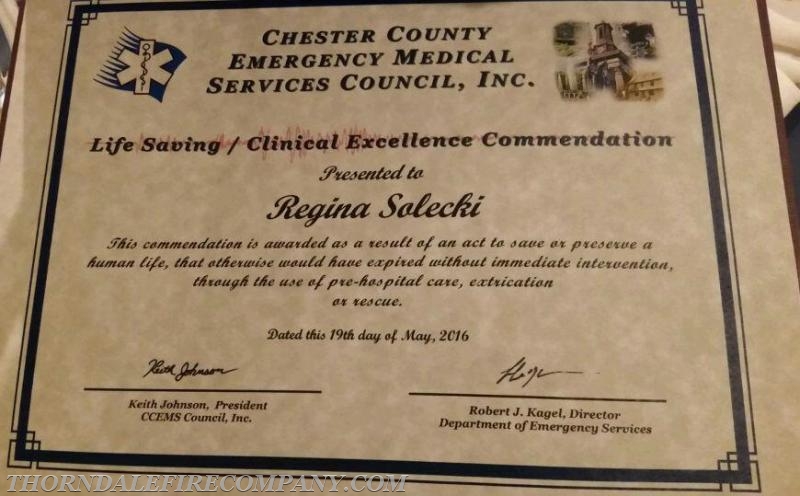 CHESTER COUNTY
EMERGENCY MEDICAL
SERVICES COUNCIL, INC.
Life Saving / Clinical Excellence Commendation
Presented to
Regina Solecki
This commendation is awarded as a result of an act to save or preserve a
human life, that otherwise would have expired without immediate intervention,
through the use of pre-hospital care, extrication
or rescue.
Dated this 19th day of May, 2016
Keith Johnson
Keith Johnson, President
CCEMS Council, Inc.
Robert J. Kagel, Director
Department of Emergency Services
THORNDALEFIRECOMPANY.COM